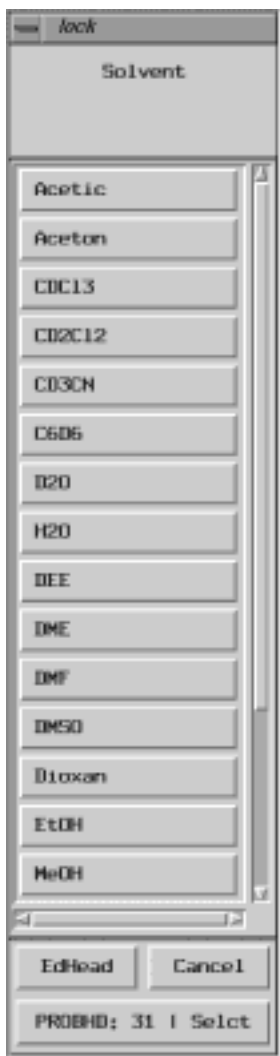 lock
Solvent
Acetic
Aceton
CDCl3
CD2Cl2
CD3CN
C6D6
D2O
H2O
DEE
DME
DMF
DMSO
Dioxan
EtOH
MeOH
EdHead Cancel
PROBHD: 31 | Selct